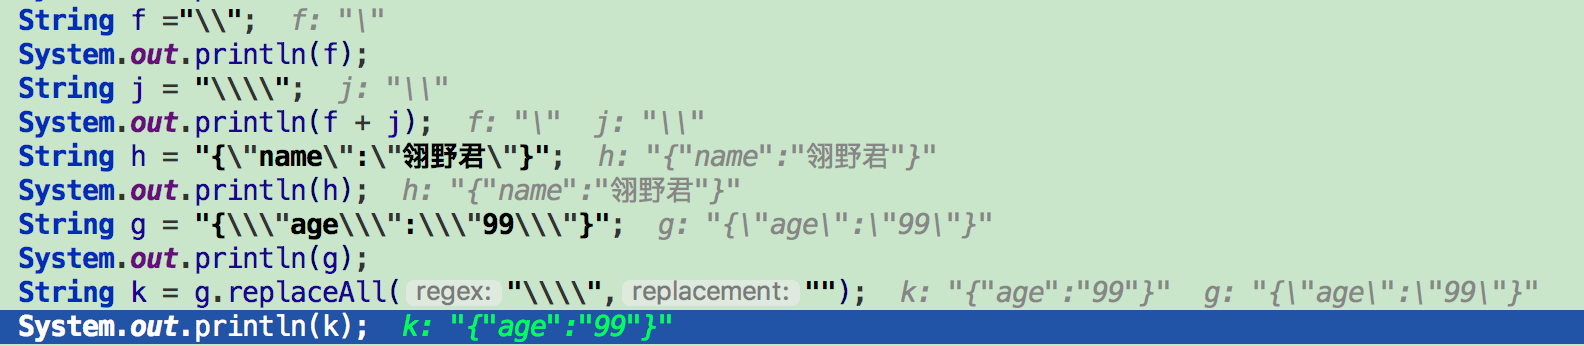 String f ="\\"; f: "\"
System.out.println(f);
String j = "\\\\"; j: "\\"
System.out.println(f + j); f: "\" j: "\\"
String h = "{\"name\":\"翎野君\"}"; h: "{"name":"翎野君"}"
System.out.println(h); h: "{"name":"翎野君"}"
String g = "{\\\"age\\\":\\\"99\\\"}"; g: "{\"age\":\"99\"}"
System.out.println(g);
String k = g.replaceAll( regex: "\\\\", replacement: ""); k: "{"age":"99"}" g: "{\"age\":\"99\"}"
System.out.println(k); k: "{"age":"99"}"